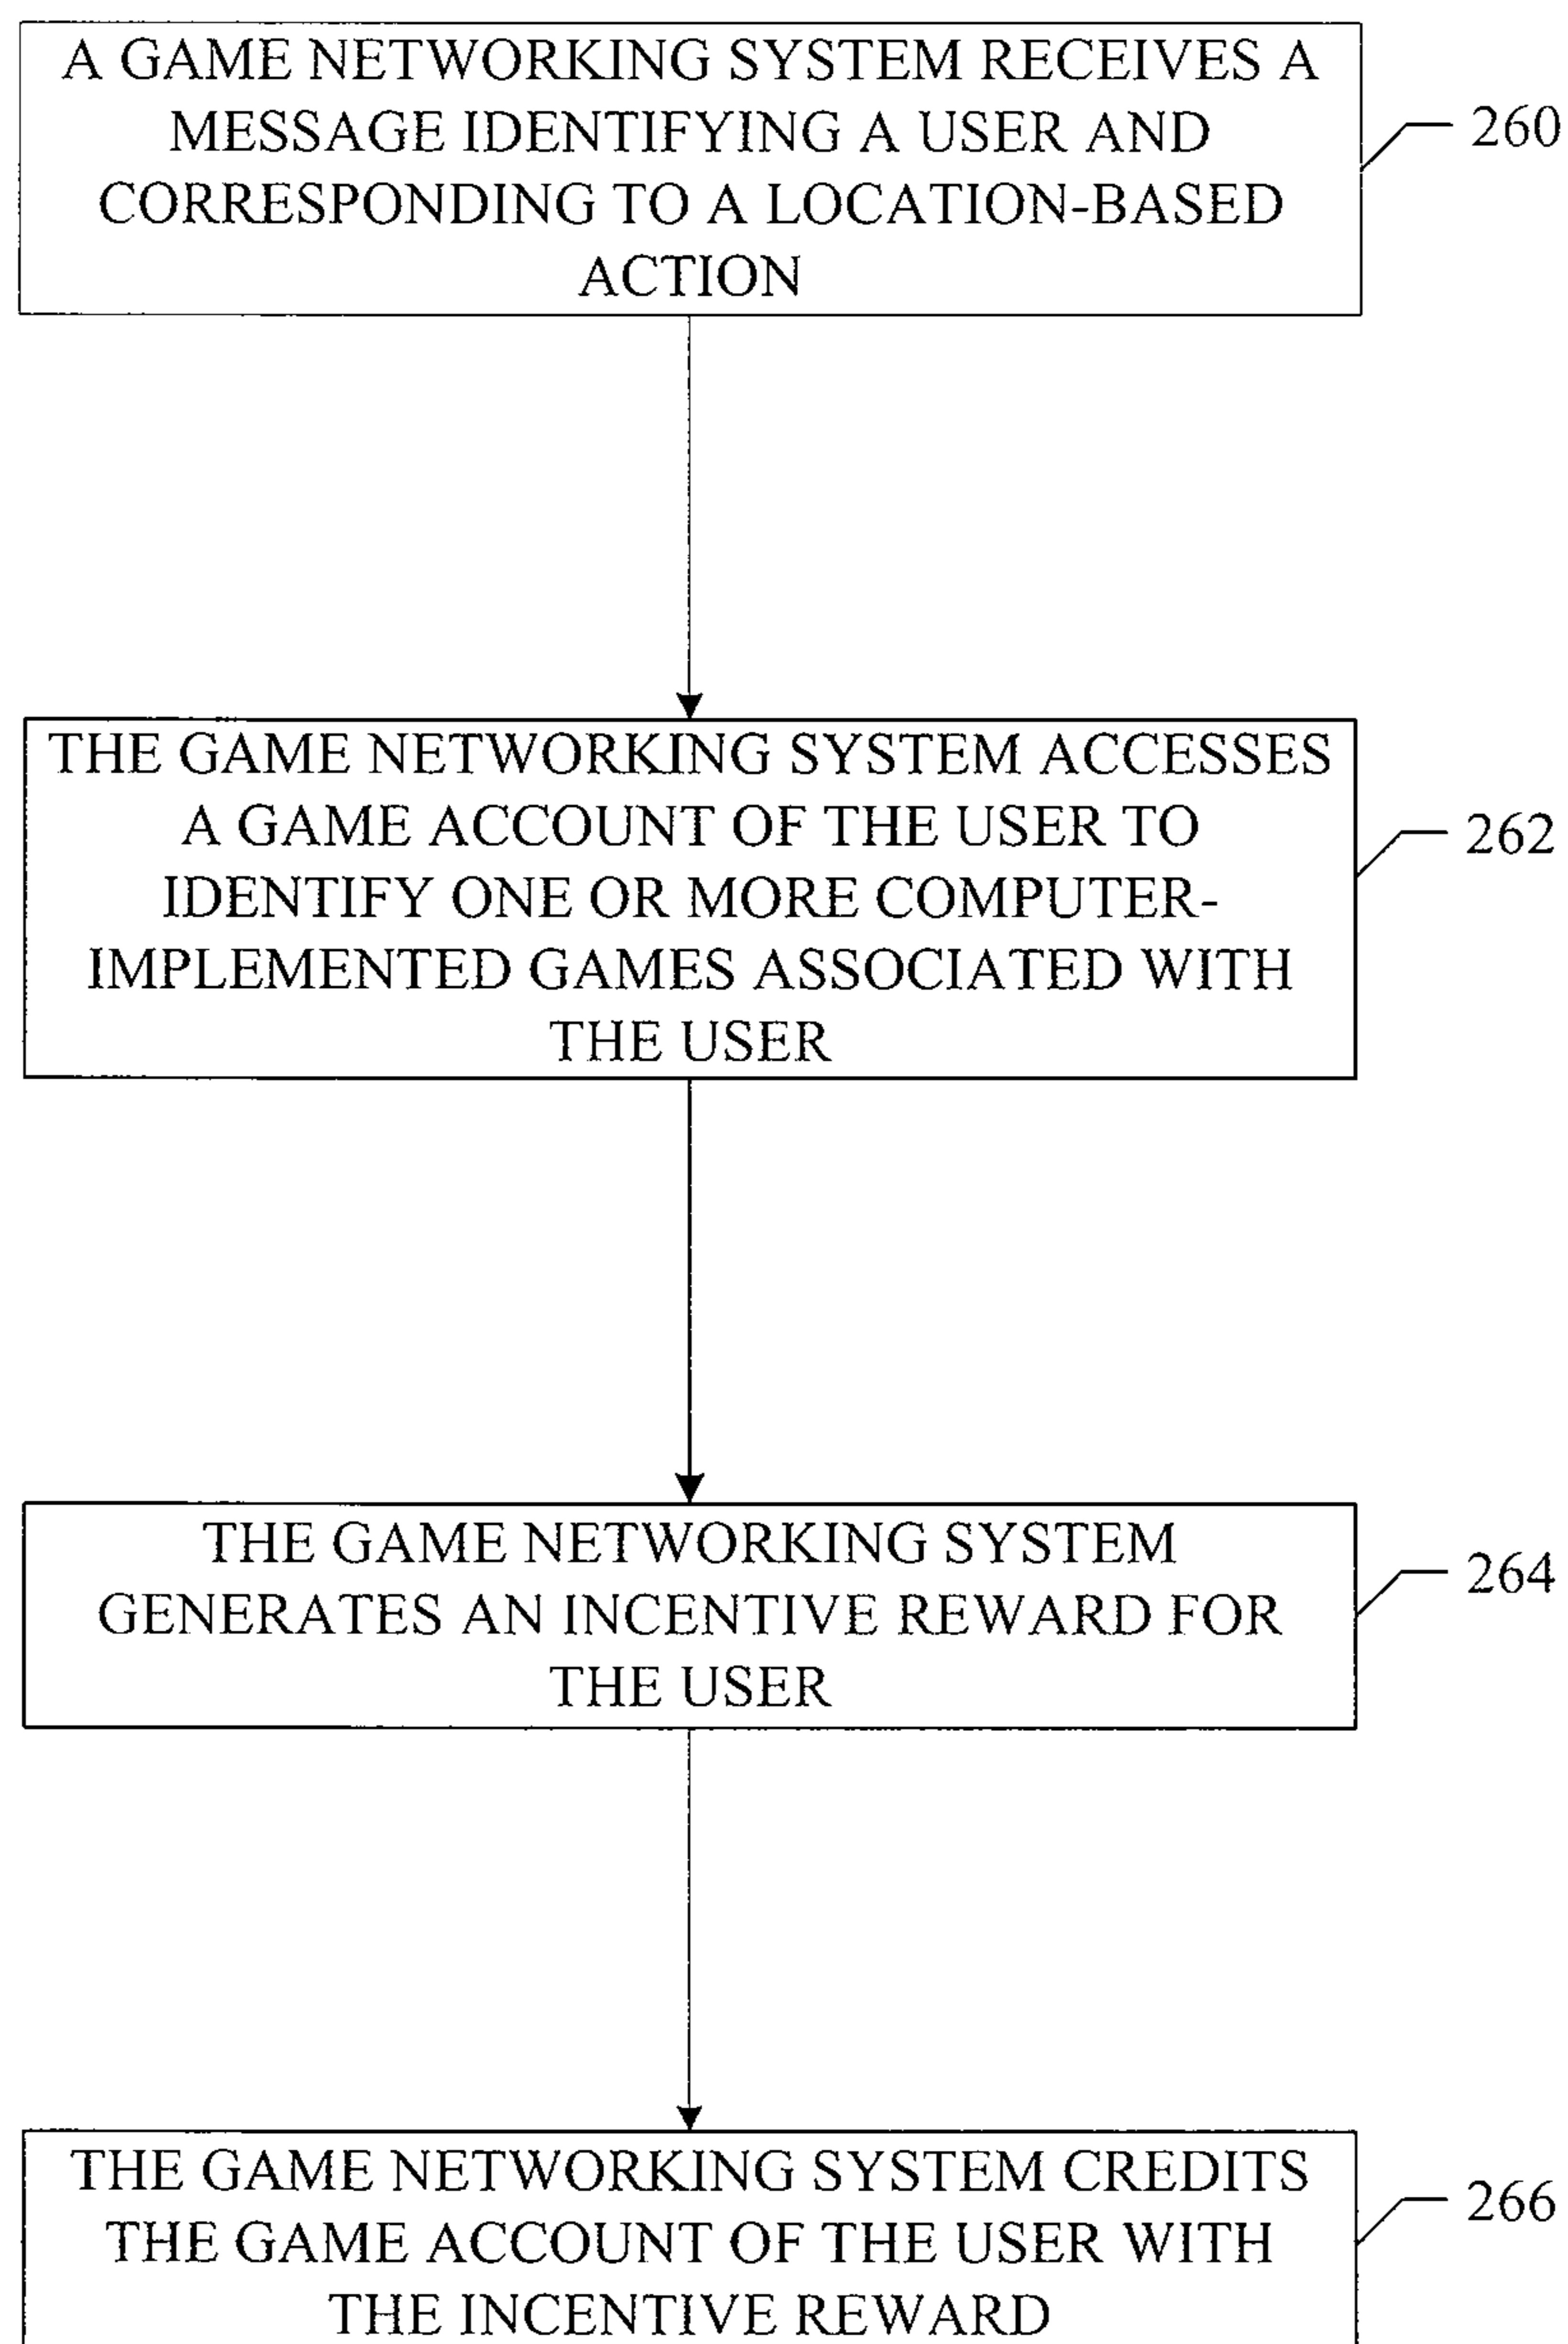 A GAME NETWORKING SYSTEM RECEIVES A
MESSAGE IDENTIFYING A USER AND
CORRESPONDING TO A LOCATION-BASED
ACTION
260
THE GAME NETWORKING SYSTEM ACCESSES
A GAME ACCOUNT OF THE USER TO
IDENTIFY ONE OR MORE COMPUTER-
IMPLEMENTED GAMES ASSOCIATED WITH
THE USER
262
THE GAME NETWORKING SYSTEM
GENERATES AN INCENTIVE REWARD FOR
THE USER
264
THE GAME NETWORKING SYSTEM CREDITS
THE GAME ACCOUNT OF THE USER WITH
THE INCENTIVE REWARD
266